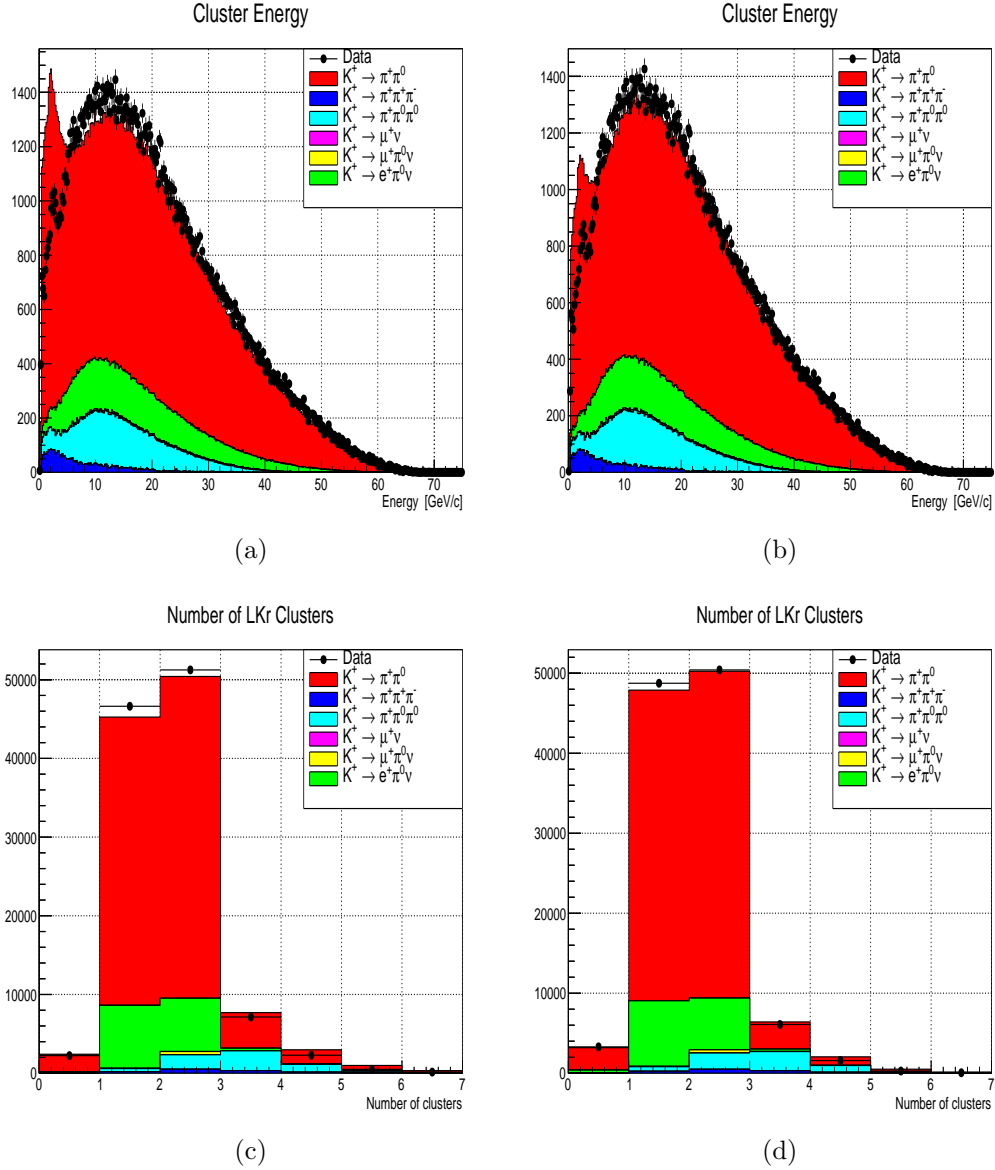 Cluster Energy
Data
K⁺ → π⁺π⁰
K⁺ → π⁺π⁺π⁻
K⁺ → π⁺π⁰π⁰
K⁺ → μ⁺ν
K⁺ → μ⁺π⁰ν
K⁺ → e⁺π⁰ν
1400
1200
1000
800
600
400
200
0
0 10 20 30 40 50 60 70
Energy [GeV/c]
(a)
Cluster Energy
Data
K⁺ → π⁺π⁰
K⁺ → π⁺π⁺π⁻
K⁺ → π⁺π⁰π⁰
K⁺ → μ⁺ν
K⁺ → μ⁺π⁰ν
K⁺ → e⁺π⁰ν
1400
1200
1000
800
600
400
200
0
0 10 20 30 40 50 60 70
Energy [GeV/c]
(b)
Number of LKr Clusters
Data
K⁺ → π⁺π⁰
K⁺ → π⁺π⁺π⁻
K⁺ → π⁺π⁰π⁰
K⁺ → μ⁺ν
K⁺ → μ⁺π⁰ν
K⁺ → e⁺π⁰ν
50000
40000
30000
20000
10000
0
0 1 2 3 4 5 6 7
Number of clusters
(c)
Number of LKr Clusters
Data
K⁺ → π⁺π⁰
K⁺ → π⁺π⁺π⁻
K⁺ → π⁺π⁰π⁰
K⁺ → μ⁺ν
K⁺ → μ⁺π⁰ν
K⁺ → e⁺π⁰ν
50000
40000
30000
20000
10000
0
0 1 2 3 4 5 6 7
Number of clusters
(d)